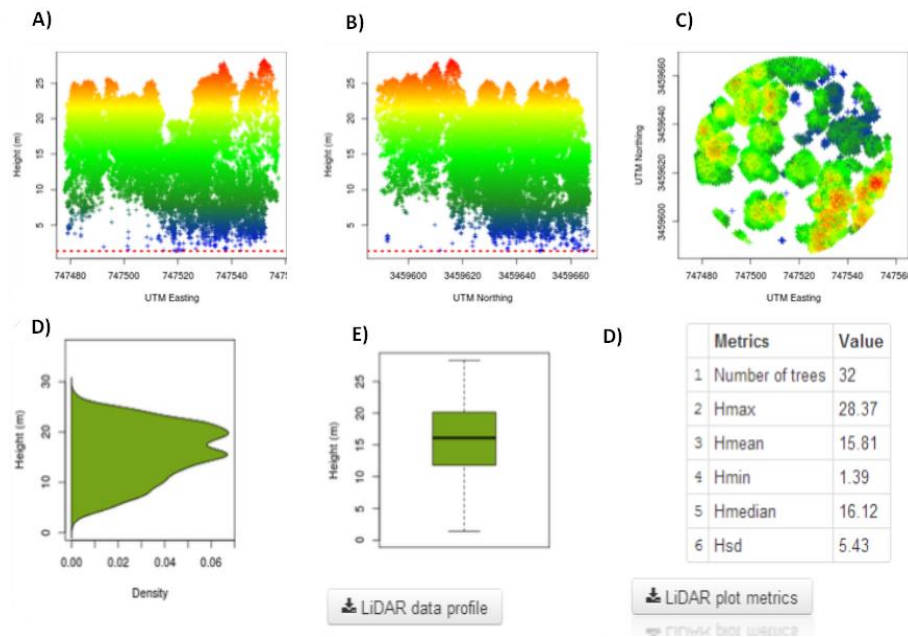 A)
B)
C)
Height (m)
5
10
15
20
25
747480
747500
747520
747540
7475
UTM Easting
Height (m)
5
10
15
20
25
3459600
3459620
3459640
3459660
UTM Northing
UTM Northing
3459600
3459620
3459640
3459660
747480
747500
747520
747540
747560
UTM Easting
D)
Height (m)
0
10
20
30
0.00
0.02
0.04
0.06
Density
E)
Height (m)
0
5
10
15
20
25
LiDAR data profile
D)
Metrics Value
1 Number of trees 32
2 Hmax 28.37
3 Hmean 15.81
4 Hmin 1.39
5 Hmedian 16.12
6 Hsd 5.43
LiDAR plot metrics